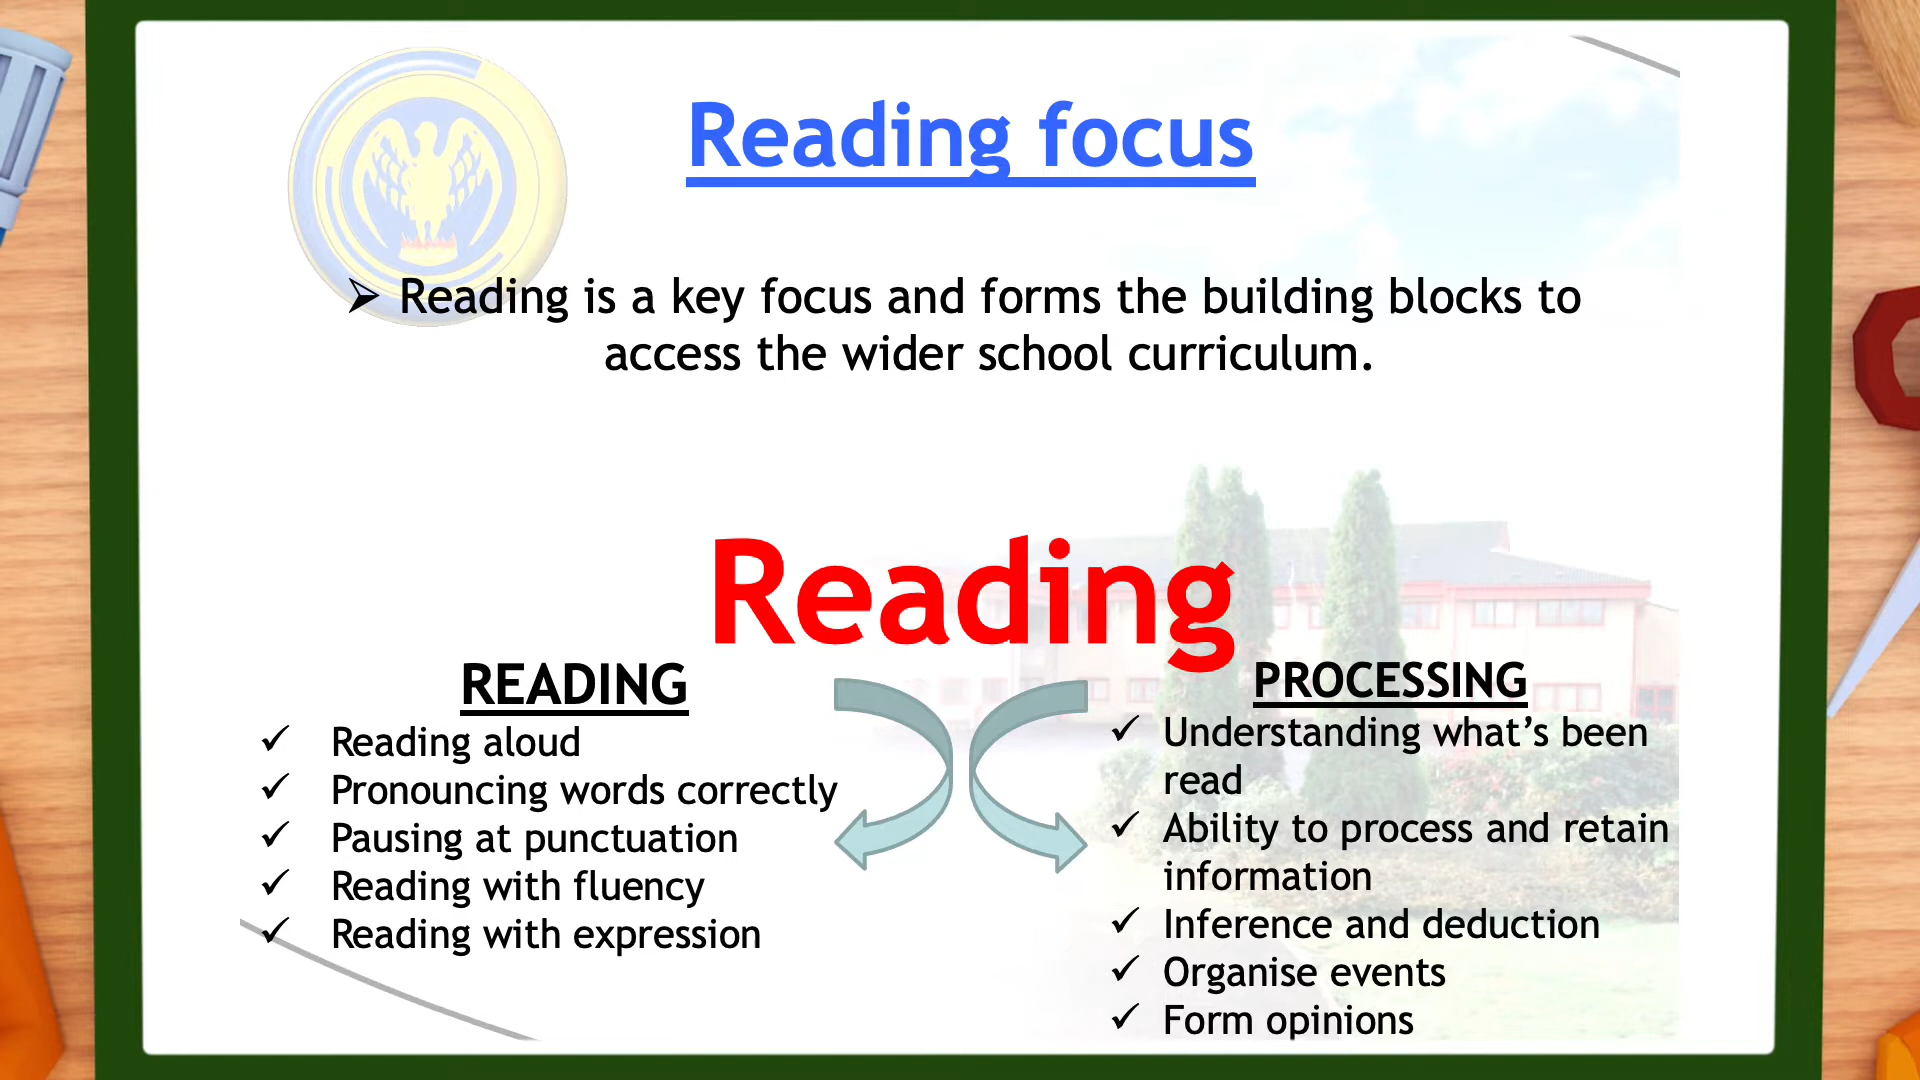 Reading focus
➢ Reading is a key focus and forms the building blocks to
access the wider school curriculum.
Reading
READING
✓ Reading aloud
✓ Pronouncing words correctly
✓ Pausing at punctuation
✓ Reading with fluency
✓ Reading with expression
PROCESSING
✓ Understanding what’s been
read
✓ Ability to process and retain
information
✓ Inference and deduction
✓ Organise events
✓ Form opinions